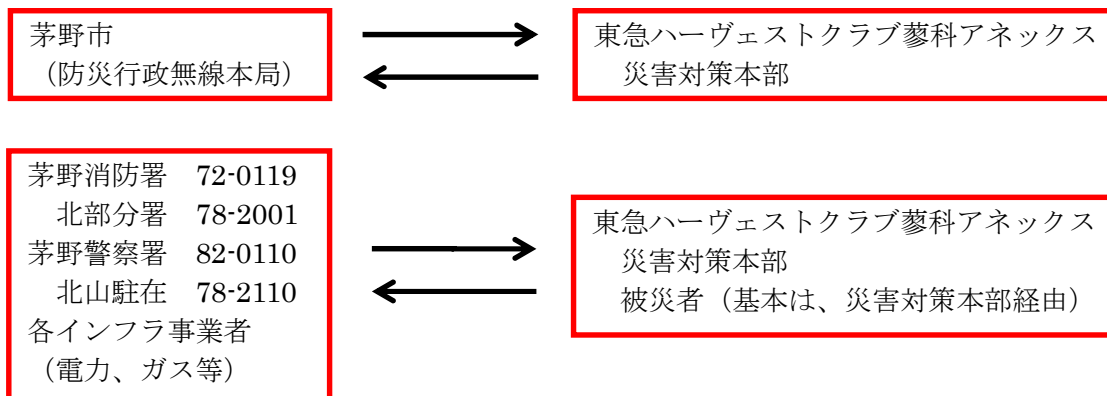 茅野市
（防災行政無線本局）
東急ハーヴェストクラブ蓼科アネックス
災害対策本部
茅野消防署　72-0119
北部分署　78-2001
茅野警察署　82-0110
北山駐在　78-2110
各インフラ事業者
（電力、ガス等）
東急ハーヴェストクラブ蓼科アネックス
災害対策本部
被災者（基本は、災害対策本部経由）